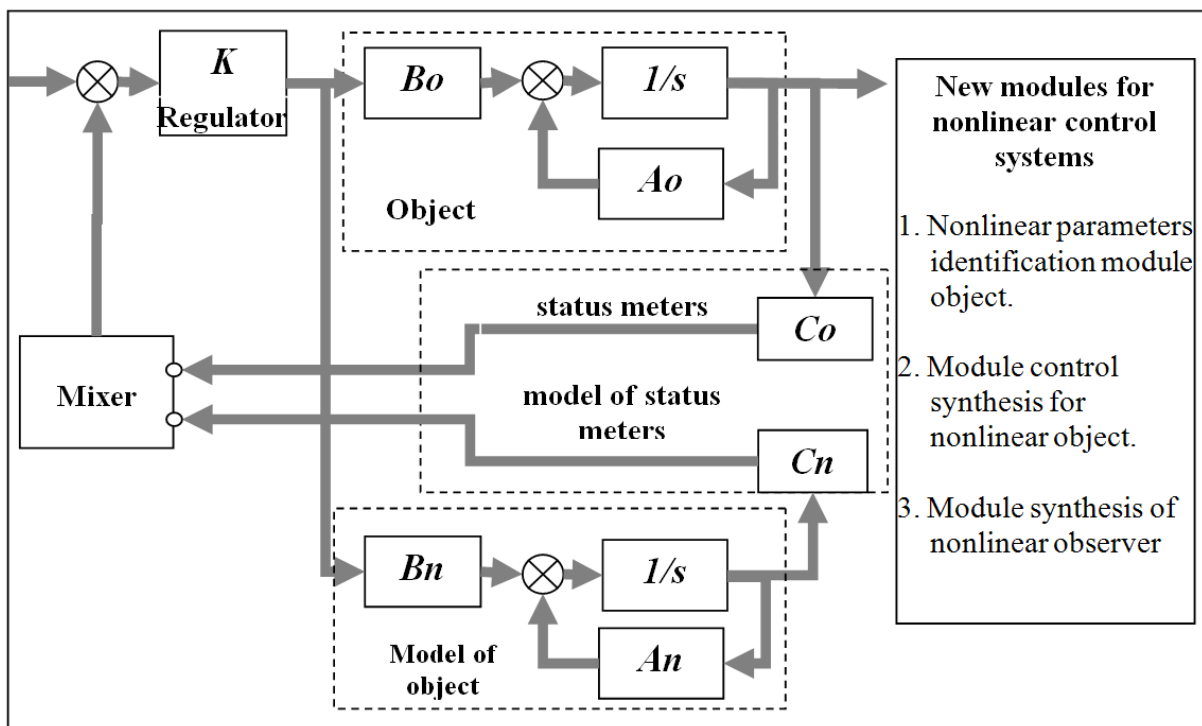 K
Regulator
Bo
1/s
Ao
Object
New modules for
nonlinear control
systems
1. Nonlinear parameters
identification module
object.
2. Module control
synthesis for
nonlinear object.
3. Module synthesis of
nonlinear observer
status meters
Co
Mixer
model of status
meters
Cn
Bn
1/s
An
Model of
object